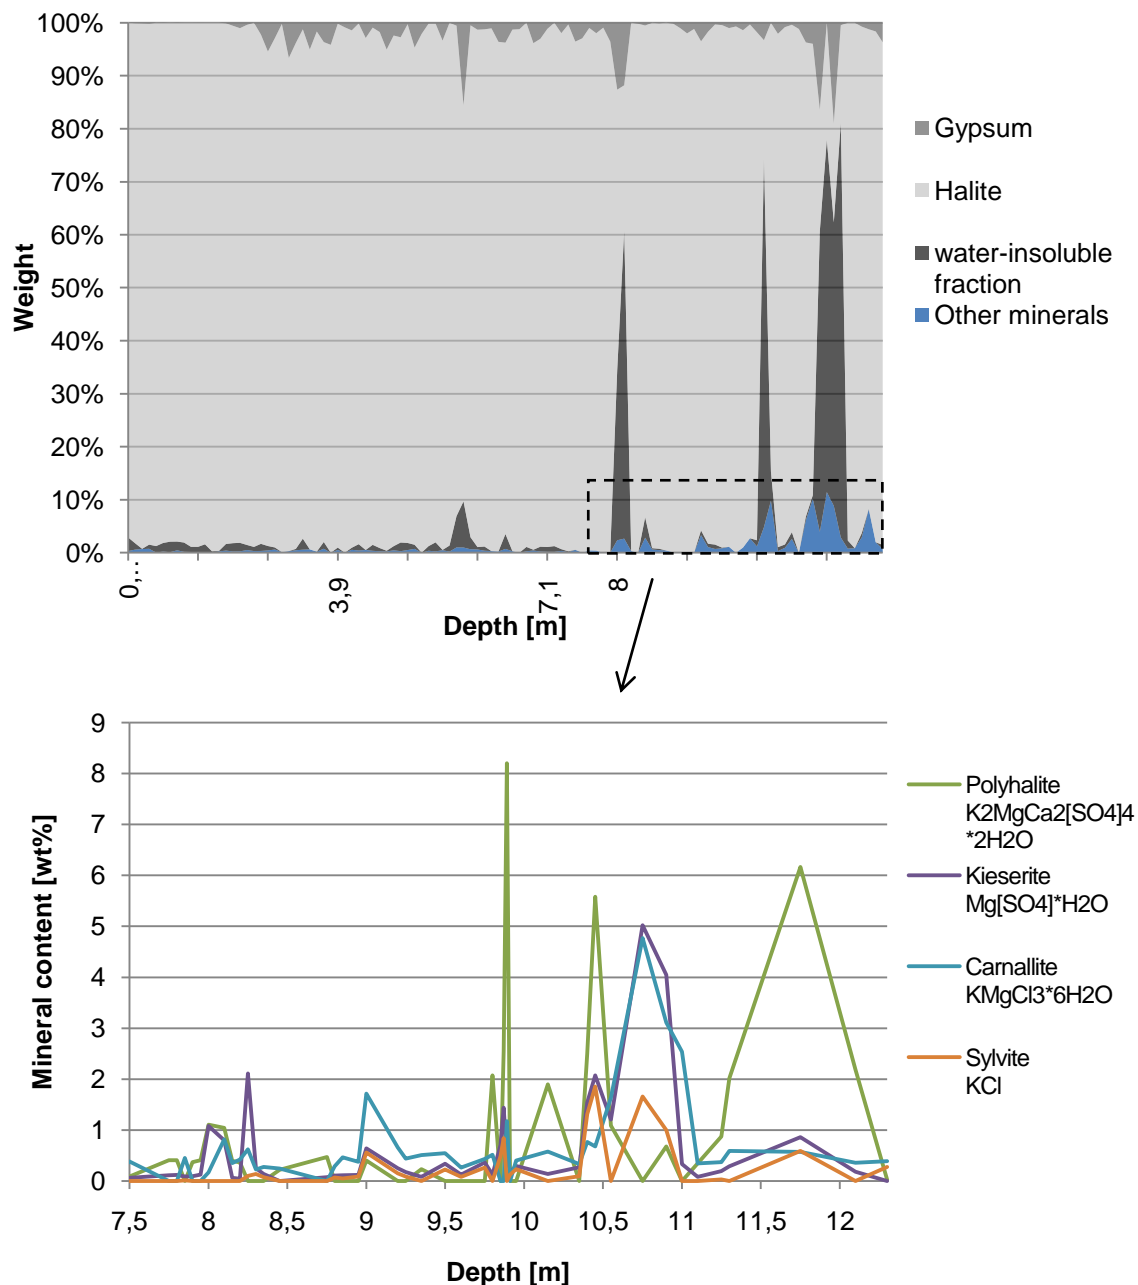 100%
90%
80%
70%
60%
50%
40%
30%
20%
10%
0%
Weight
0,..
3,9
7,1
8
Depth [m]
Gypsum
Halite
water-insoluble
fraction
Other minerals
9
8
7
6
5
4
3
2
1
0
Mineral content [wt%]
7,5
8
8,5
9
9,5
10
10,5
11
11,5
12
Depth [m]
Polyhalite
K2MgCa2[SO4]4
*2H2O
Kieserite
Mg[SO4]*H2O
Carnallite
KMgCl3*6H2O
Sylvite
KCl